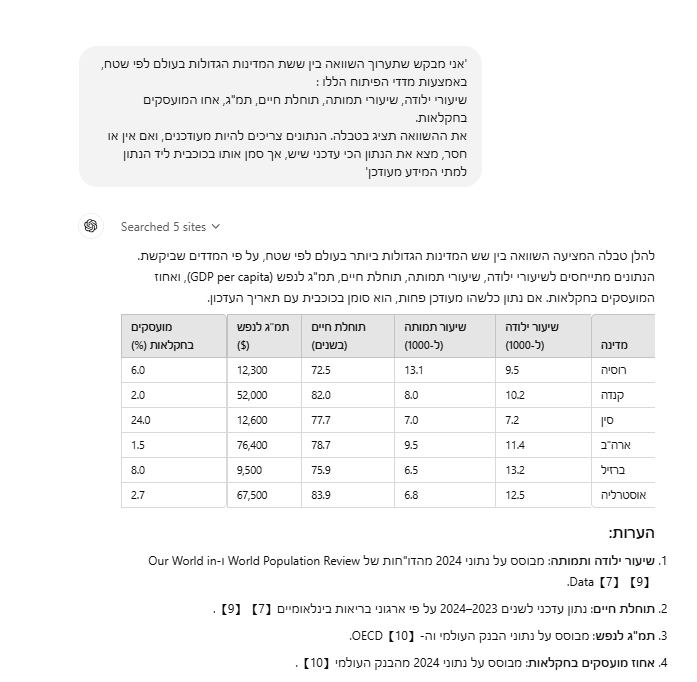 'אני מבקש שתערוך השוואה בין ששת המדינות הגדולות בעולם לפי שטח,
באמצעות מדדי הפיתוח הללו :
שיעורי ילודה, שיעורי תמותה, תוחלת חיים, תמ"ג, אחו המועסקים
בחקלאות.
את ההשוואה תציג בטבלה. הנתונים צריכים להיות מעודכנים, ואם אין או
חסר, מצא את הנתון הכי עדכני שיש, אך סמן אותו בכוכבית ליד הנתון
למתי המידע מעודכן'
Searched 5 sites
להלן טבלה המציעה השוואה בין שש המדינות הגדולות ביותר בעולם לפי שטח, על פי המדדים שביקשת.
הנתונים מתייחסים לשיעורי ילודה, שיעורי תמותה, תוחלת חיים, תמ"ג לנפש (GDP per capita), ואחוז
המועסקים בחקלאות. אם נתון כלשהו מעודכן פחות, הוא סומן בכוכבית עם תאריך העדכון.
מדינה שיעור ילודה (ל-1000) שיעור תמותה (ל-1000) תוחלת חיים (בשנים) תמ"ג לנפש ($) מועסקים בחקלאות (%)
רוסיה 9.5 13.1 72.5 12,300 6.0
קנדה 10.2 8.0 82.0 52,000 2.0
סין 7.2 7.0 77.7 12,600 24.0
ארה"ב 11.4 9.5 78.7 76,400 1.5
ברזיל 13.2 6.5 75.9 9,500 8.0
אוסטרליה 12.5 6.8 83.9 67,500 2.7
הערות:
1. שיעור ילודה ותמותה: מבוסס על נתוני 2024 מהדו"חות של World Population Review ו-Our World in
Data【7】【9】.
2. תוחלת חיים: נתון עדכני לשנים 2023–2024 על פי ארגוני בריאות בינלאומיים【7】【9】.
3. תמ"ג לנפש: מבוסס על נתוני הבנק העולמי וה-OECD【10】.
4. אחוז מועסקים בחקלאות: מבוסס על נתוני 2024 מהבנק העולמי【10】.